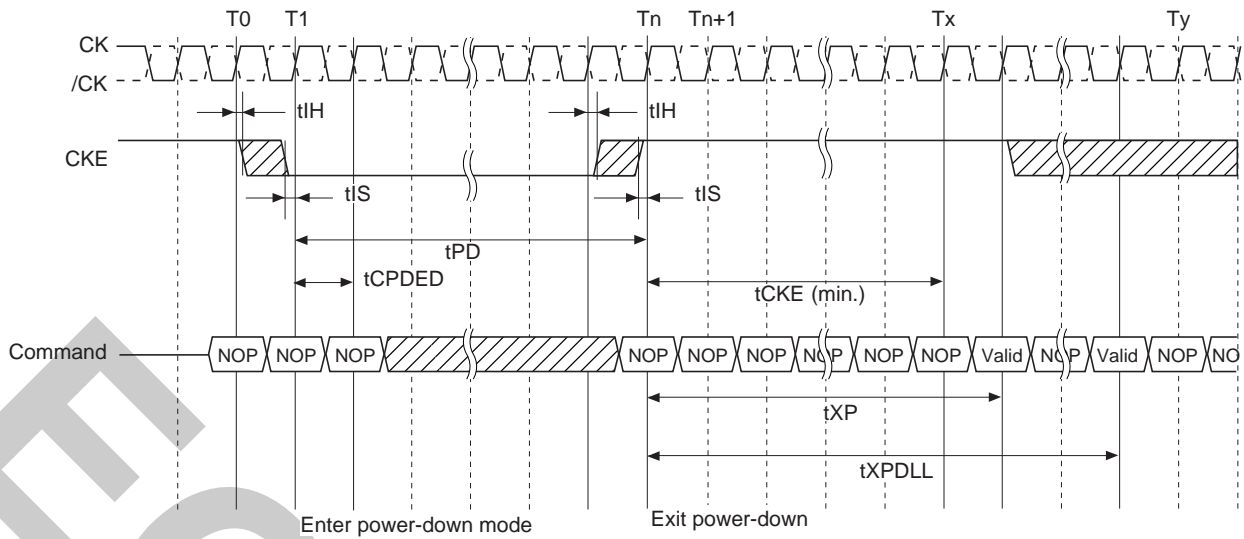 T0 T1 Tn Tn+1 Tx Ty
CK
/CK
tIH tIH
CKE
tIS tIS
tPD
tCPDED
tCKE (min.)
Command NOP NOP NOP NOP NOP NOP NOP NOP NOP Valid NOP Valid NOP NO
tXP
tXPDLL
Enter power-down mode Exit power-down